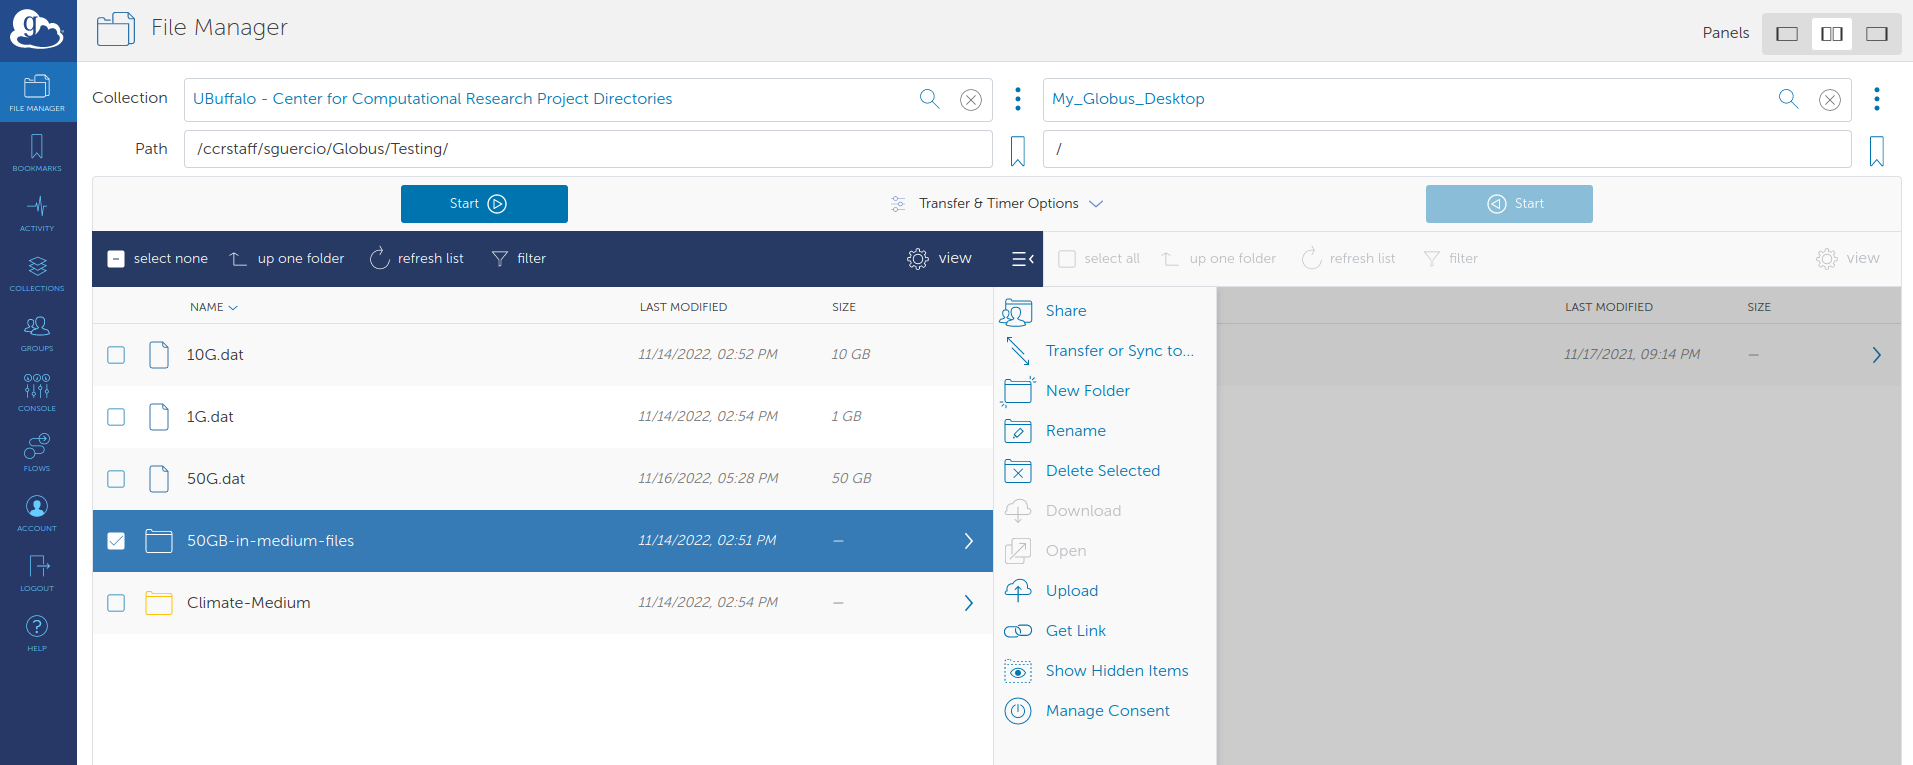 g
File Manager
Panels
FILE MANAGER
BOOKMARKS
ACTIVITY
COLLECTIONS
GROUPS
CONSOLE
FLOWS
ACCOUNT
LOGOUT
HELP
Collection UBuffalo - Center for Computational Research Project Directories My_Globus_Desktop
Path /ccrstaff/sguercio/Globus/Testing/ /
Start Transfer & Timer Options Start
select none up one folder refresh list filter view select all up one folder refresh list filter view
NAME LAST MODIFIED SIZE LAST MODIFIED SIZE
10G.dat 11/14/2022, 02:52 PM 10 GB 11/17/2021, 09:14 PM —
1G.dat 11/14/2022, 02:54 PM 1 GB
50G.dat 11/16/2022, 05:28 PM 50 GB
50GB-in-medium-files 11/14/2022, 02:51 PM —
Climate-Medium 11/14/2022, 02:54 PM —
Share
Transfer or Sync to...
New Folder
Rename
Delete Selected
Download
Open
Upload
Get Link
Show Hidden Items
Manage Consent